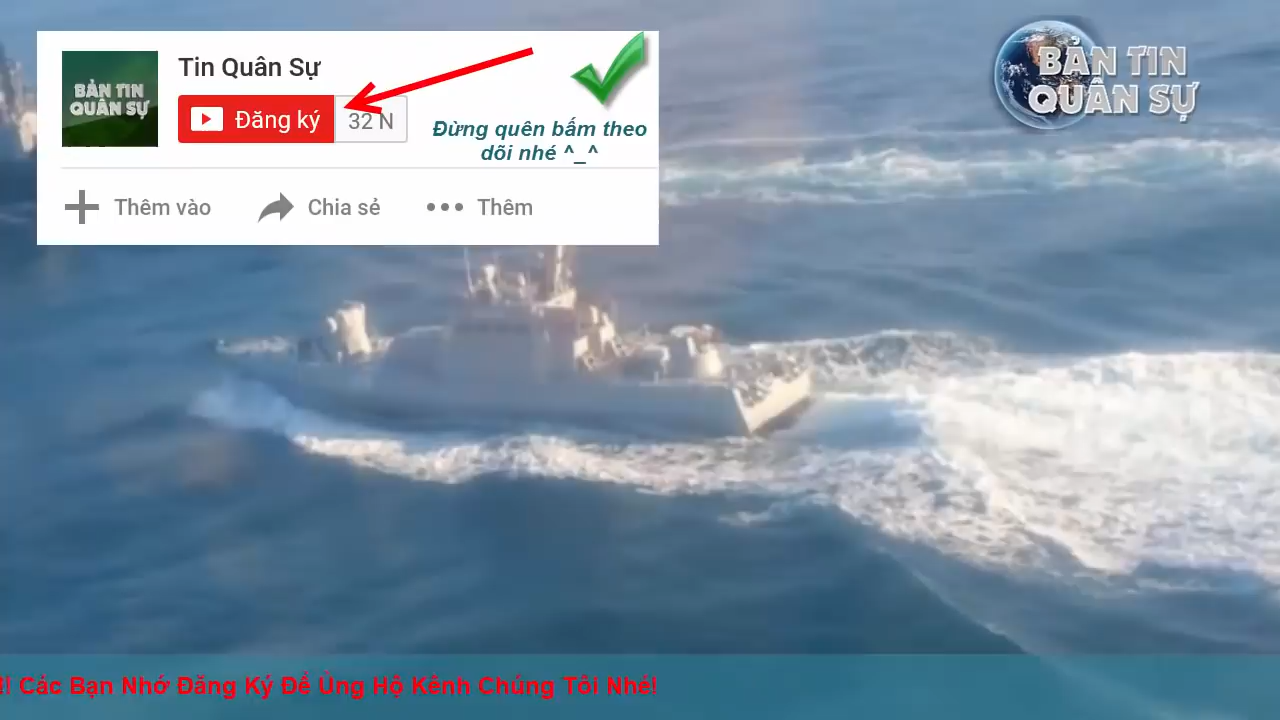 Tin Quân Sự
BẢN TIN
QUÂN SỰ
Đăng ký
32 N
Đừng quên bấm theo
dõi nhé ^_^
Thêm vào
Chia sẻ
Thêm
BẢN TIN
QUÂN SỰ
!! Các Bạn Nhớ Đăng Ký Để Ủng Hộ Kênh Chúng Tôi Nhé!